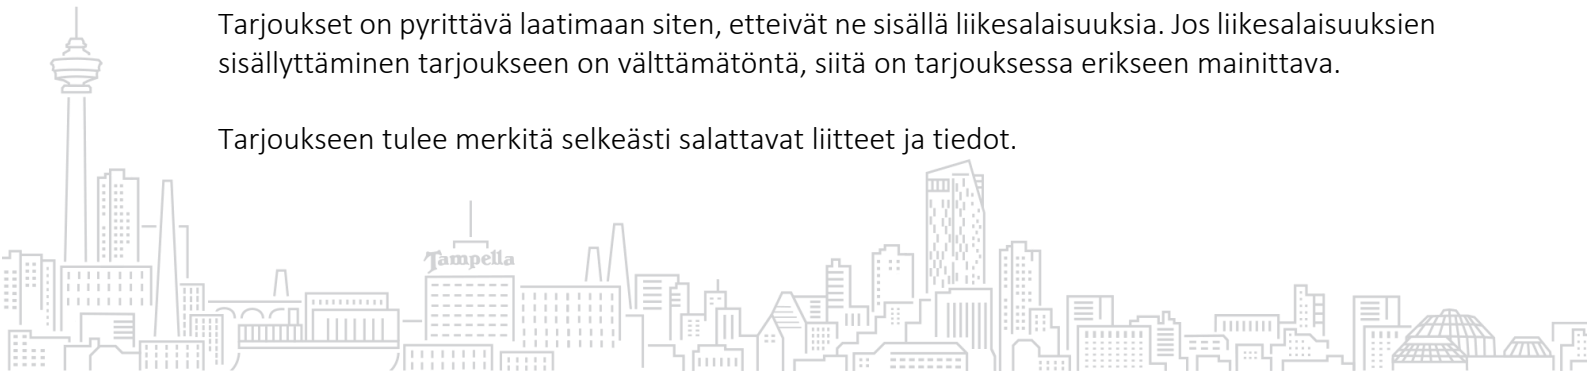 Tarjoukset on pyrittävä laatimaan siten, etteivät ne sisällä liikesalaisuuksia. Jos liikesalaisuuksien
sisällyttäminen tarjoukseen on välttämätöntä, siitä on tarjouksessa erikseen mainittava.
Tarjoukseen tulee merkitä selkeästi salattavat liitteet ja tiedot.
Tampella